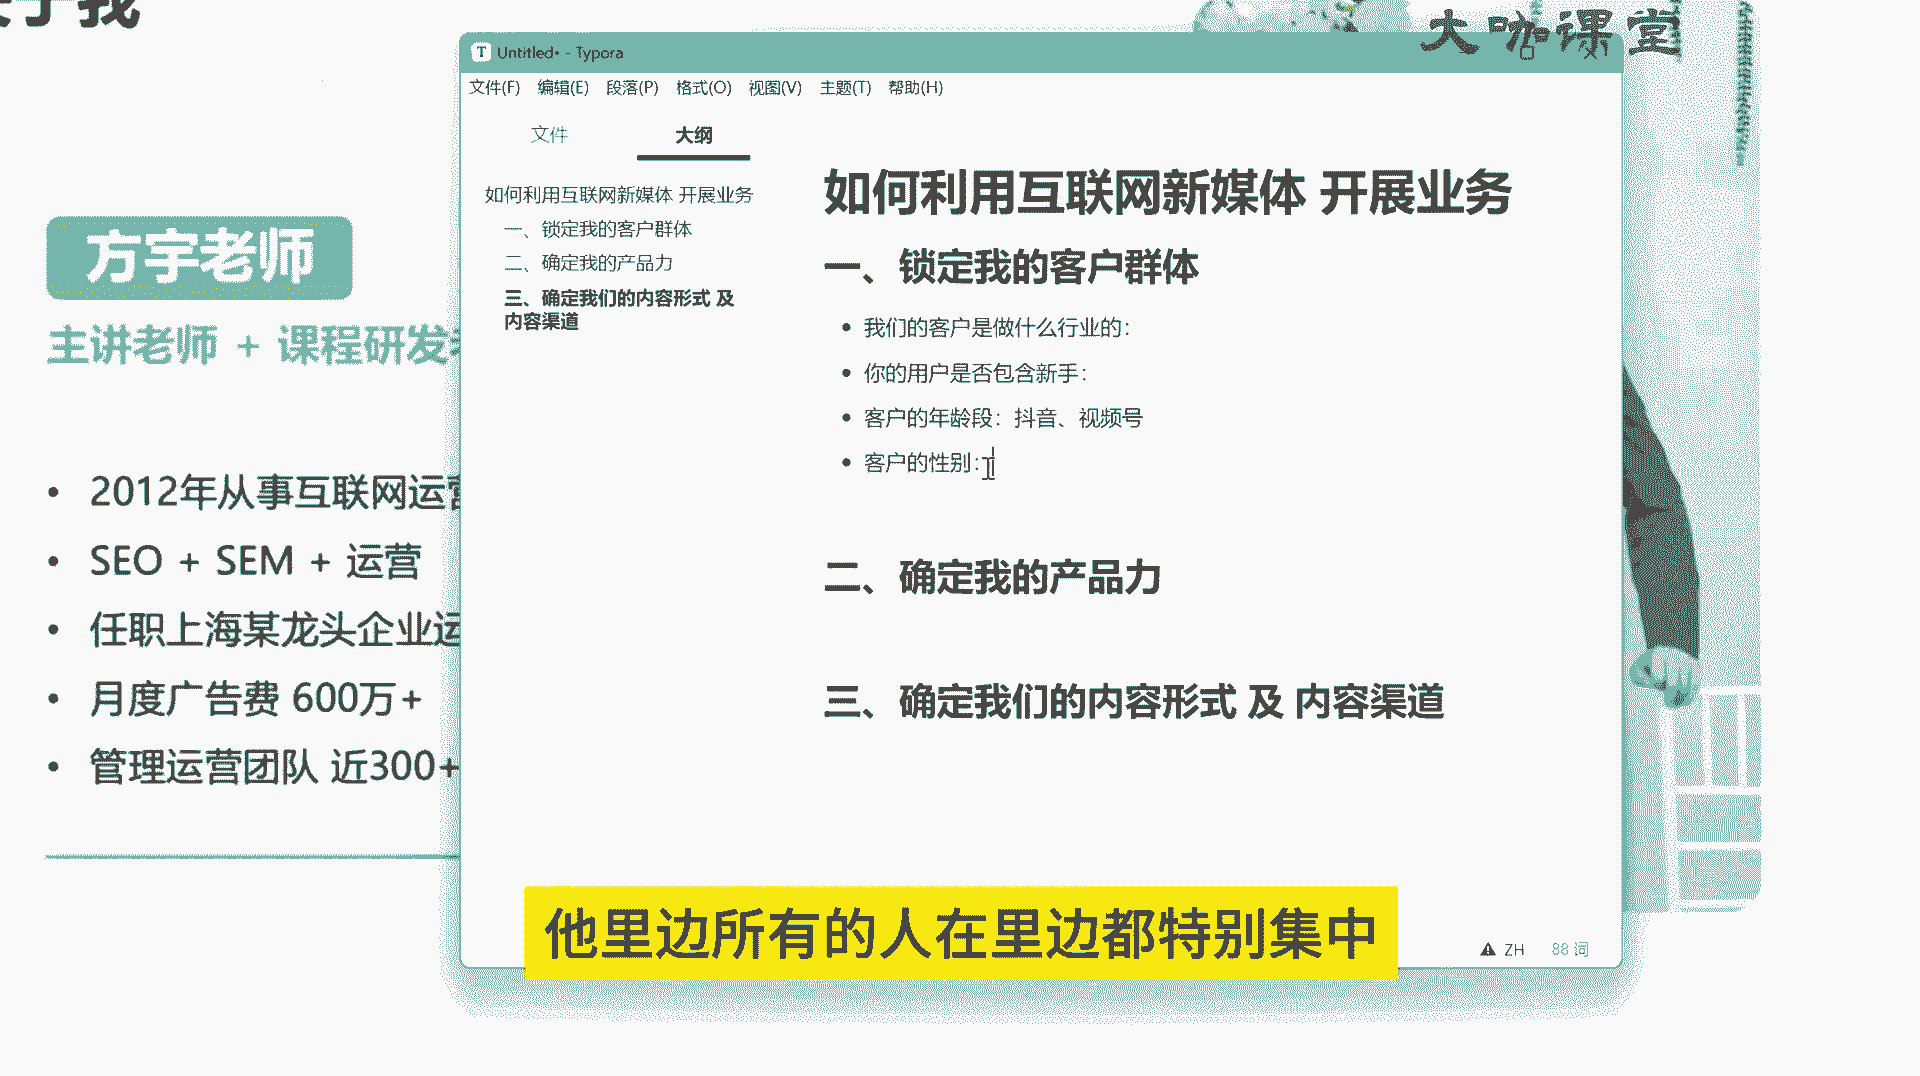 于我
大咖课堂
方宇老师
主讲老师 + 课程研发
• 2012年从事互联网运营
• SEO + SEM + 运营
• 任职上海某龙头企业运
• 月度广告费 600万+
• 管理运营团队 近300+
Untitled• - Typora
文件(F) 编辑(E) 段落(P) 格式(O) 视图(V) 主题(T) 帮助(H)
文件 大纲
如何利用互联网新媒体 开展业务
一、锁定我的客户群体
二、确定我的产品力
三、确定我们的内容形式 及
内容渠道
如何利用互联网新媒体 开展业务
一、锁定我的客户群体
• 我们的客户是做什么行业的：
• 你的用户是否包含新手：
• 客户的年龄段：抖音、视频号
• 客户的性别：
二、确定我的产品力
三、确定我们的内容形式 及 内容渠道
ZH 88 词
他里边所有的人在里边都特别集中